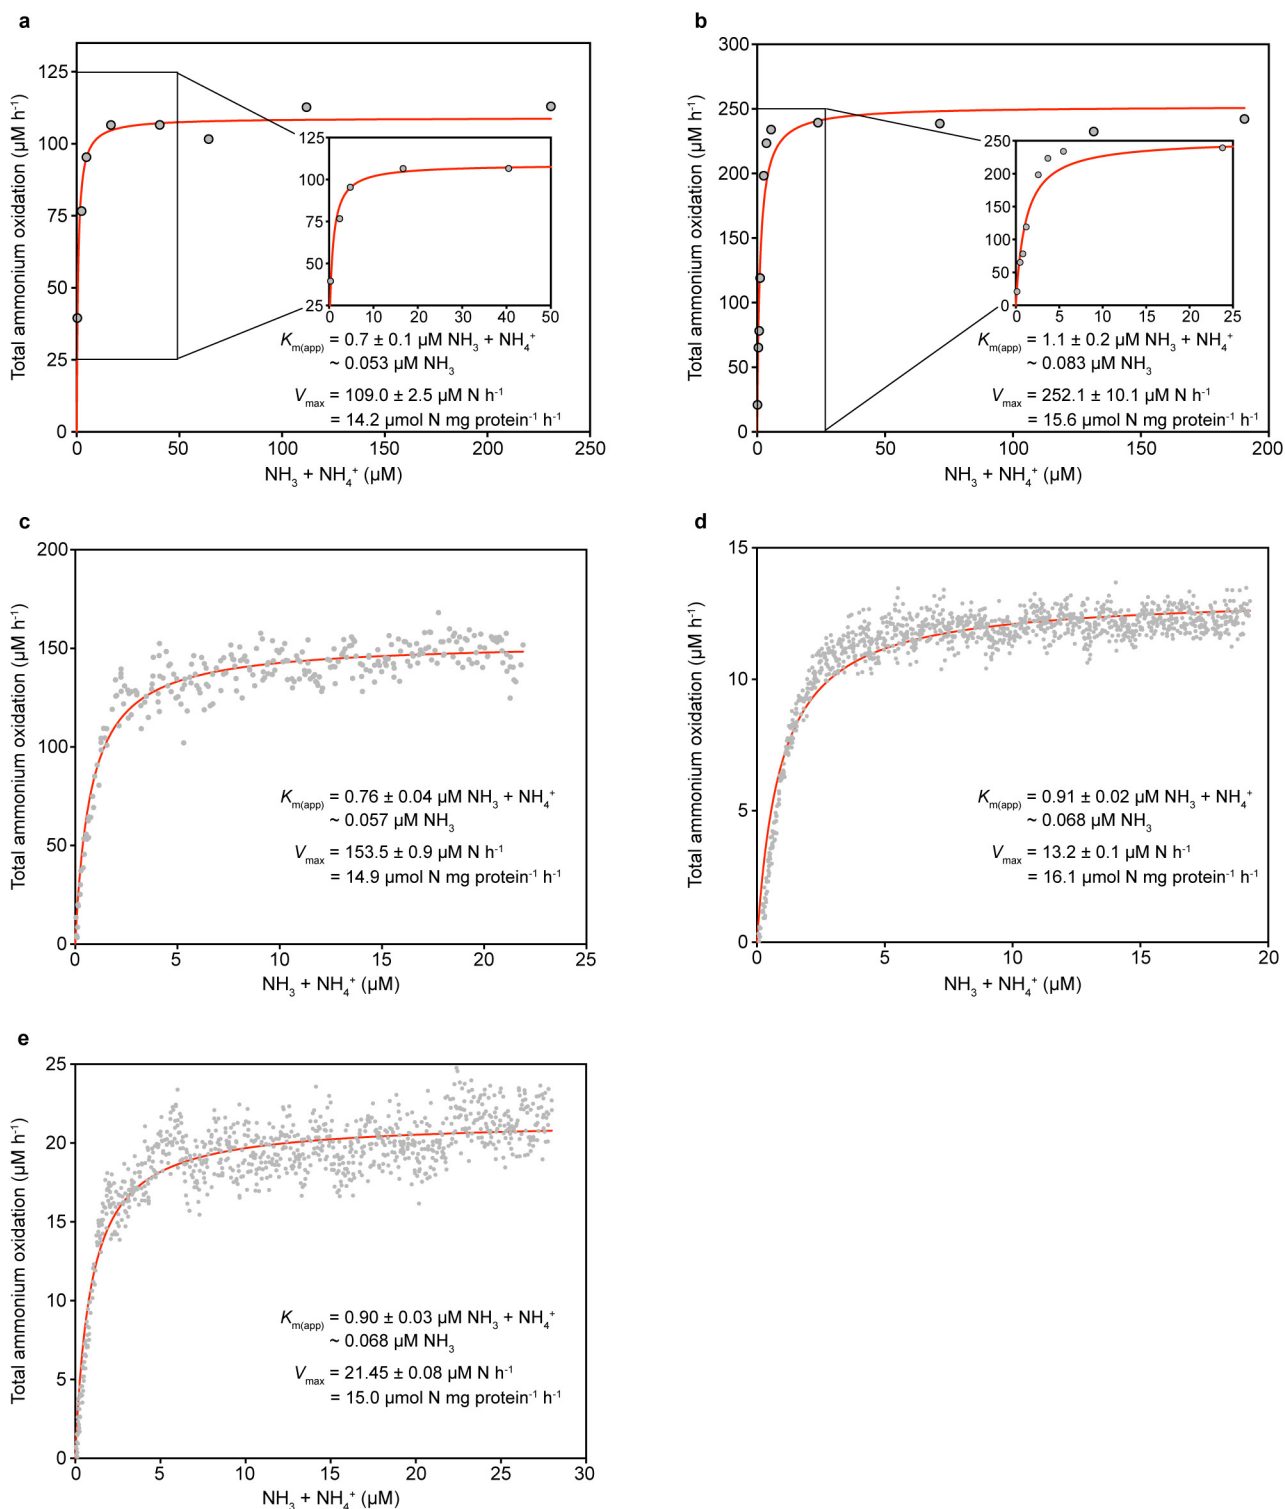 a
Total ammonium oxidation (µM h⁻¹)
125
100
75
50
25
0
0 50 100 150 200 250
NH₃ + NH₄⁺ (µM)
125
100
75
50
25
0 10 20 30 40 50
Kₘ₍ₐₚₚ₎ = 0.7 ± 0.1 µM NH₃ + NH₄⁺
~ 0.053 µM NH₃
Vₘₐₓ = 109.0 ± 2.5 µM N h⁻¹
= 14.2 µmol N mg protein⁻¹ h⁻¹
b
Total ammonium oxidation (µM h⁻¹)
300
250
200
150
100
50
0
0 50 100 150 200
NH₃ + NH₄⁺ (µM)
250
200
150
100
50
0
0 5 10 15 20 25
Kₘ₍ₐₚₚ₎ = 1.1 ± 0.2 µM NH₃ + NH₄⁺
~ 0.083 µM NH₃
Vₘₐₓ = 252.1 ± 10.1 µM N h⁻¹
= 15.6 µmol N mg protein⁻¹ h⁻¹
c
Total ammonium oxidation (µM h⁻¹)
200
150
100
50
0
0 5 10 15 20 25
NH₃ + NH₄⁺ (µM)
Kₘ₍ₐₚₚ₎ = 0.76 ± 0.04 µM NH₃ + NH₄⁺
~ 0.057 µM NH₃
Vₘₐₓ = 153.5 ± 0.9 µM N h⁻¹
= 14.9 µmol N mg protein⁻¹ h⁻¹
d
Total ammonium oxidation (µM h⁻¹)
15
10
5
0
0 5 10 15 20
NH₃ + NH₄⁺ (µM)
Kₘ₍ₐₚₚ₎ = 0.91 ± 0.02 µM NH₃ + NH₄⁺
~ 0.068 µM NH₃
Vₘₐₓ = 13.2 ± 0.1 µM N h⁻¹
= 16.1 µmol N mg protein⁻¹ h⁻¹
e
Total ammonium oxidation (µM h⁻¹)
25
20
15
10
5
0
0 5 10 15 20 25 30
NH₃ + NH₄⁺ (µM)
Kₘ₍ₐₚₚ₎ = 0.90 ± 0.03 µM NH₃ + NH₄⁺
~ 0.068 µM NH₃
Vₘₐₓ = 21.45 ± 0.08 µM N h⁻¹
= 15.0 µmol N mg protein⁻¹ h⁻¹